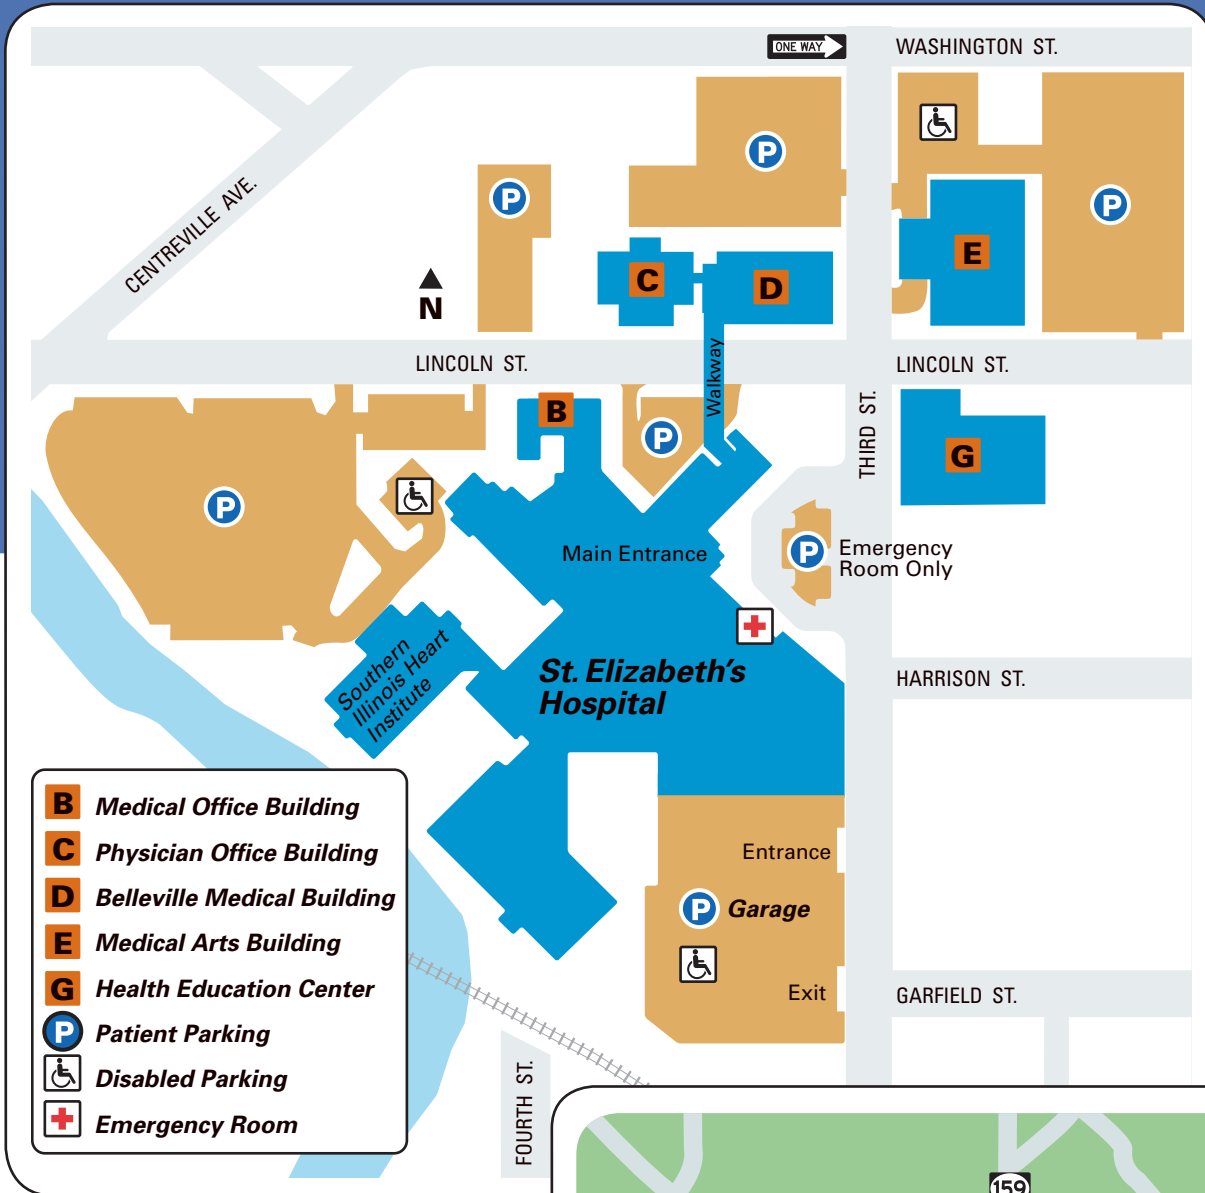 ONE WAY
WASHINGTON ST.
P
P
P
CENTREVILLE AVE.
C
D
E
N
LINCOLN ST.
LINCOLN ST.
Walkway
B
P
THIRD ST.
G
P
Main Entrance
P
Emergency
Room Only
Southern
Illinois Heart
Institute
St. Elizabeth's
Hospital
HARRISON ST.
B Medical Office Building
C Physician Office Building
D Belleville Medical Building
E Medical Arts Building
G Health Education Center
P Patient Parking
Disabled Parking
Emergency Room
Entrance
P Garage
Exit
GARFIELD ST.
FOURTH ST.
159